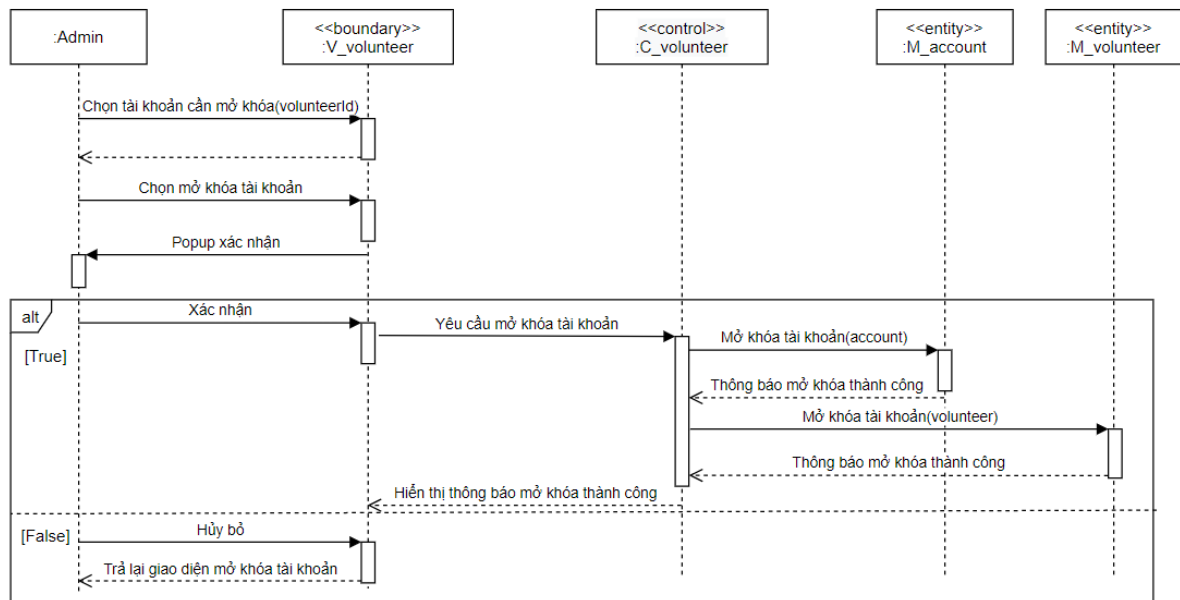 :Admin
<<boundary>>
:V_volunteer
<<control>>
:C_volunteer
<<entity>>
:M_account
<<entity>>
:M_volunteer
Chọn tài khoản cần mở khóa(volunteerId)
Chọn mở khóa tài khoản
Popup xác nhận
alt
Xác nhận
Yêu cầu mở khóa tài khoản
[True]
Mở khóa tài khoản(account)
Thông báo mở khóa thành công
Mở khóa tài khoản(volunteer)
Thông báo mở khóa thành công
Hiển thị thông báo mở khóa thành công
[False]
Hủy bỏ
Trả lại giao diện mở khóa tài khoản